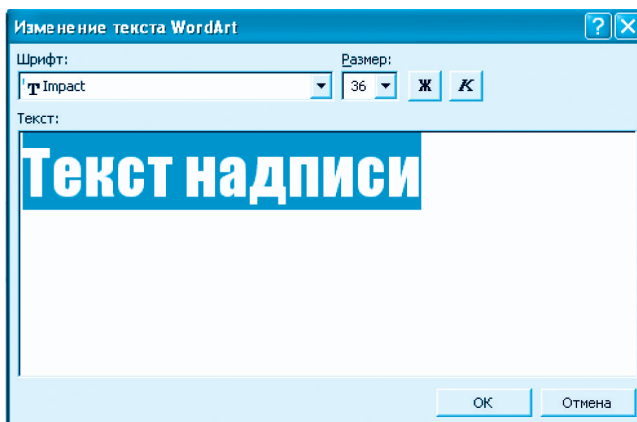 Изменение текста WordArt
Шрифт: Размер:
Impact 36 Ж К
Текст:
Текст надписи
ОК Отмена